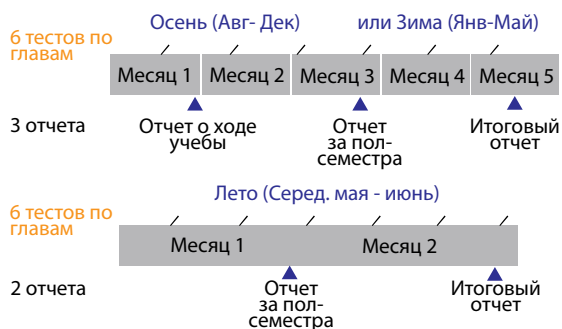 Осень (Авг- Дек) или Зима (Янв-Май)
6 тестов по
главам
Месяц 1 Месяц 2 Месяц 3 Месяц 4 Месяц 5
3 отчета
Отчет о ходе
учебы
Отчет
за пол-
семестра
Итоговый
отчет
Лето (Серед. мая - июнь)
6 тестов по
главам
Месяц 1 Месяц 2
2 отчета
Отчет
за пол-
семестра
Итоговый
отчет